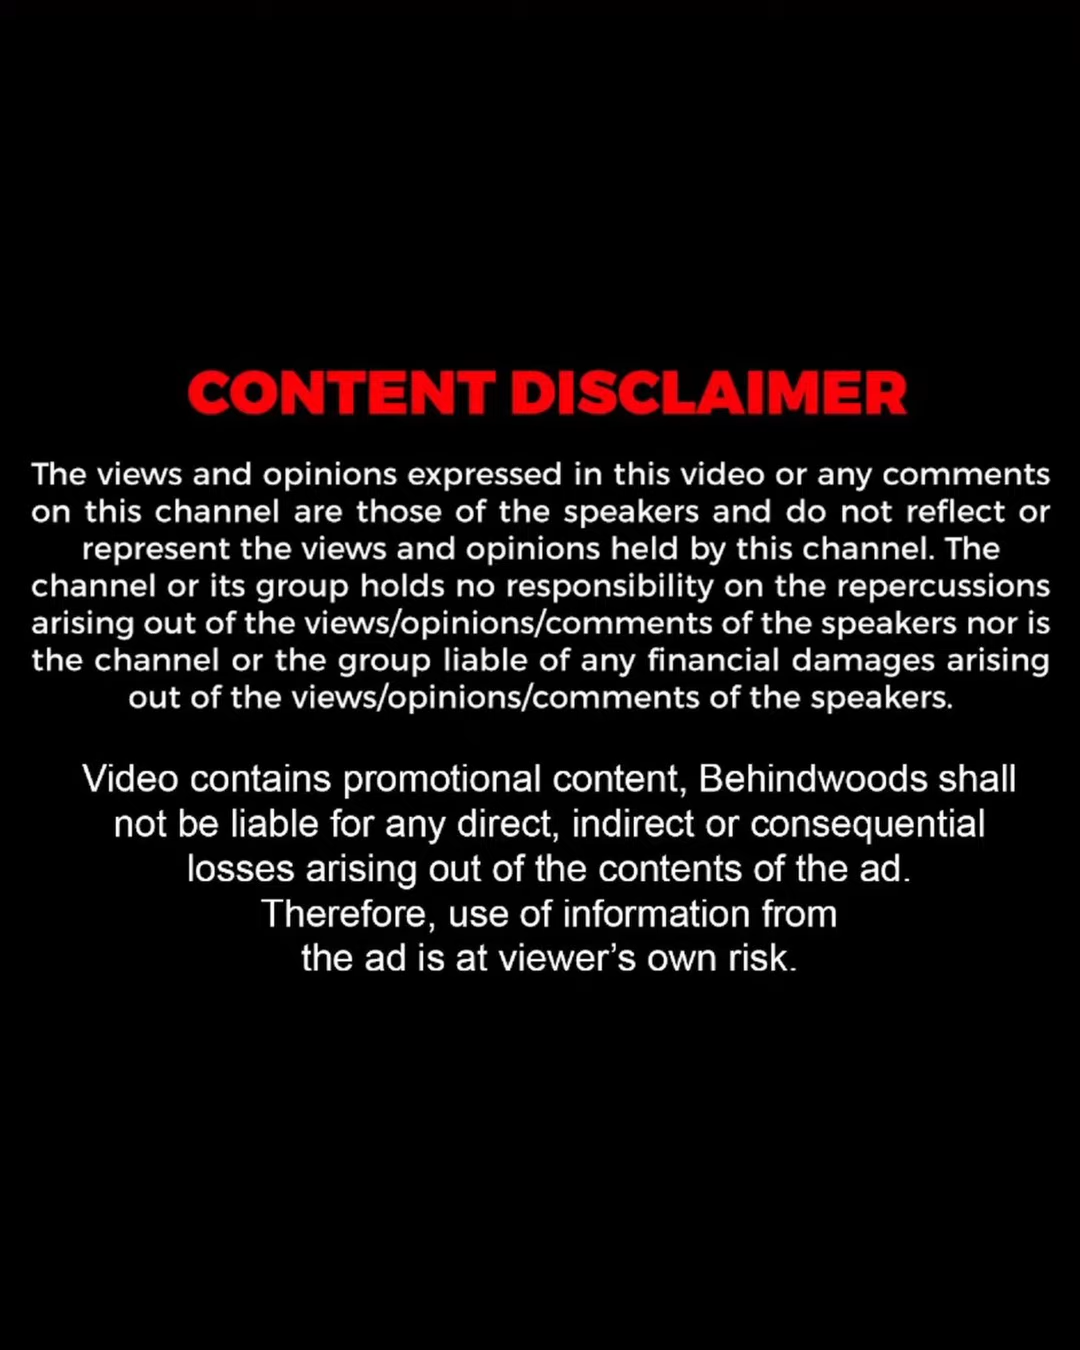 CONTENT DISCLAIMER
The views and opinions expressed in this video or any comments
on this channel are those of the speakers and do not reflect or
represent the views and opinions held by this channel. The
channel or its group holds no responsibility on the repercussions
arising out of the views/opinions/comments of the speakers nor is
the channel or the group liable of any financial damages arising
out of the views/opinions/comments of the speakers.
Video contains promotional content, Behindwoods shall
not be liable for any direct, indirect or consequential
losses arising out of the contents of the ad.
Therefore, use of information from
the ad is at viewer’s own risk.